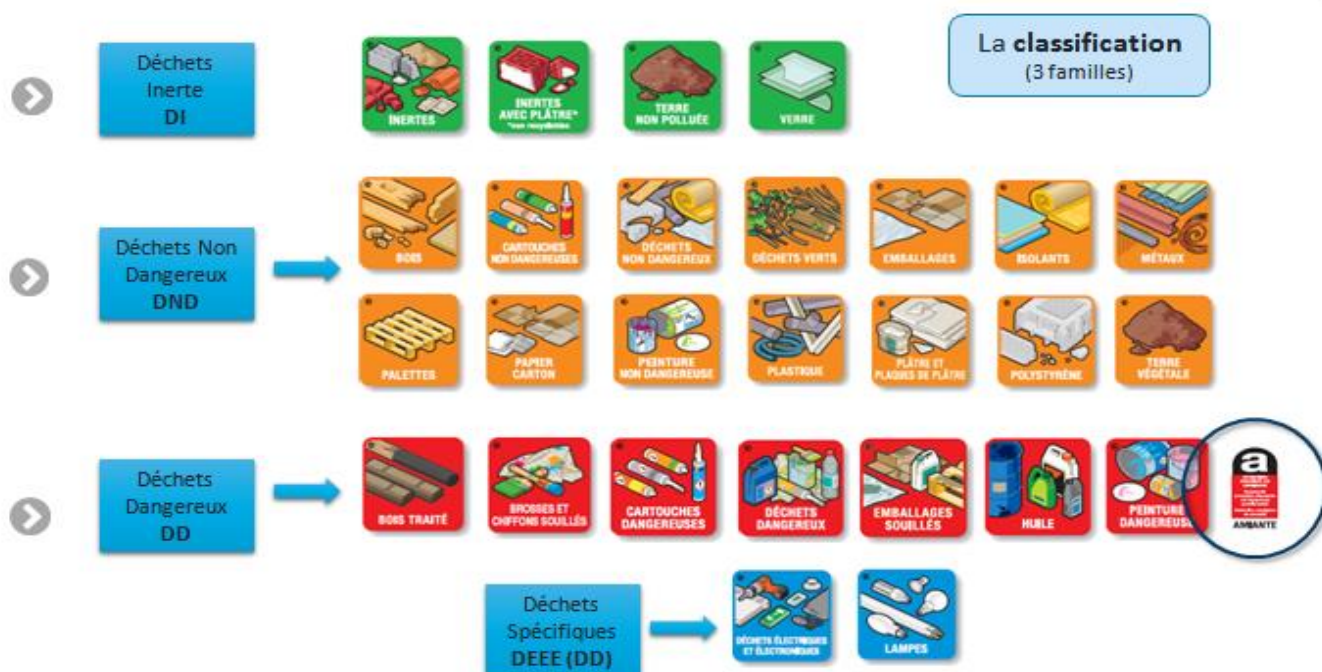 La classification
(3 familles)
Déchets
Inerte
DI
INERTES
INERTES
AVEC PLÂTRE*
*non recyclables
TERRE
NON POLLUÉE
VERRE
Déchets Non
Dangereux
DND
BOIS
CARTOUCHES
NON DANGEREUSES
DÉCHETS
NON DANGEREUX
DÉCHETS VERTS
EMBALLAGES
ISOLANTS
MÉTAUX
PALETTES
PAPIER
CARTON
PEINTURE
NON DANGEREUSE
PLASTIQUE
PLÂTRE ET
PLAQUES DE PLÂTRE
POLYSTYRÈNE
TERRE
VÉGÉTALE
Déchets
Dangereux
DD
BOIS TRAITÉ
BROSSES ET
CHIFFONS SOUILLÉS
CARTOUCHES
DANGEREUSES
DÉCHETS
DANGEREUX
EMBALLAGES
SOUILLÉS
HUILE
PEINTURE
DANGEREUSE
a
AMIANTE
Déchets
Spécifiques
DEEE (DD)
DÉCHETS ÉLECTRIQUES
ET ÉLECTRONIQUES
LAMPES